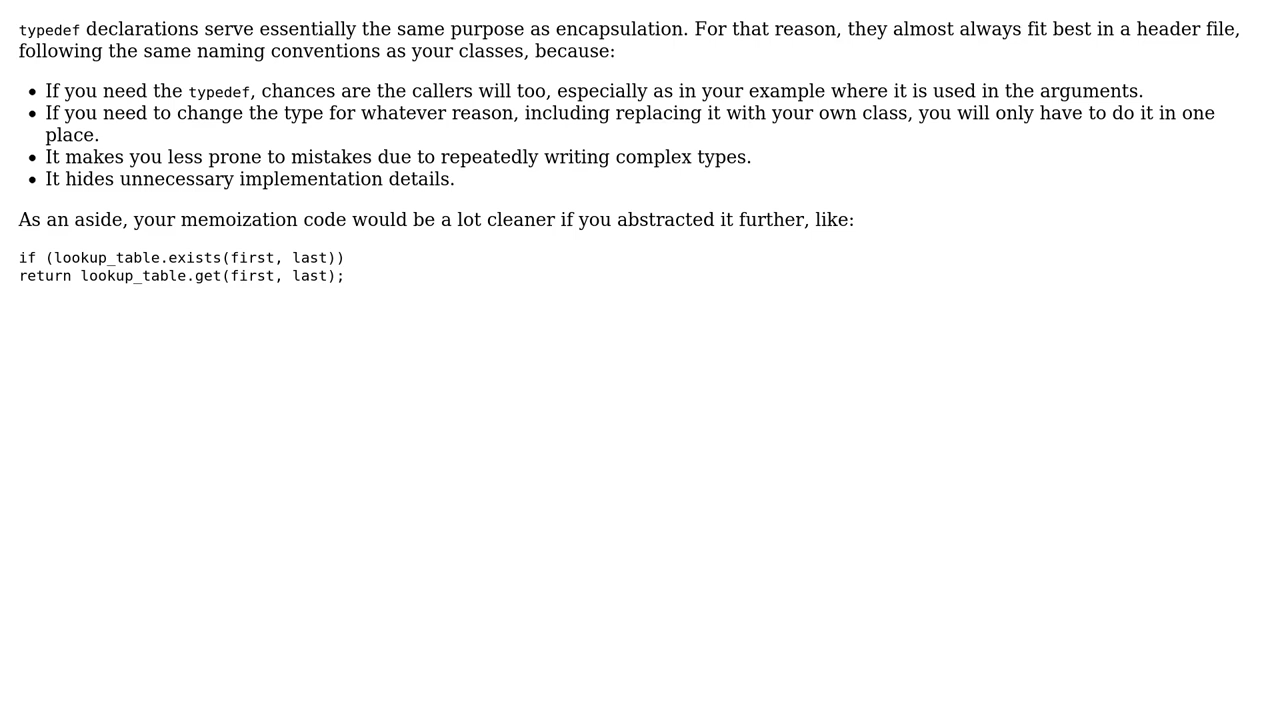 typedef declarations serve essentially the same purpose as encapsulation. For that reason, they almost always fit best in a header file,
following the same naming conventions as your classes, because:
• If you need the typedef, chances are the callers will too, especially as in your example where it is used in the arguments.
• If you need to change the type for whatever reason, including replacing it with your own class, you will only have to do it in one
place.
• It makes you less prone to mistakes due to repeatedly writing complex types.
• It hides unnecessary implementation details.
As an aside, your memoization code would be a lot cleaner if you abstracted it further, like:
if (lookup_table.exists(first, last))
return lookup_table.get(first, last);